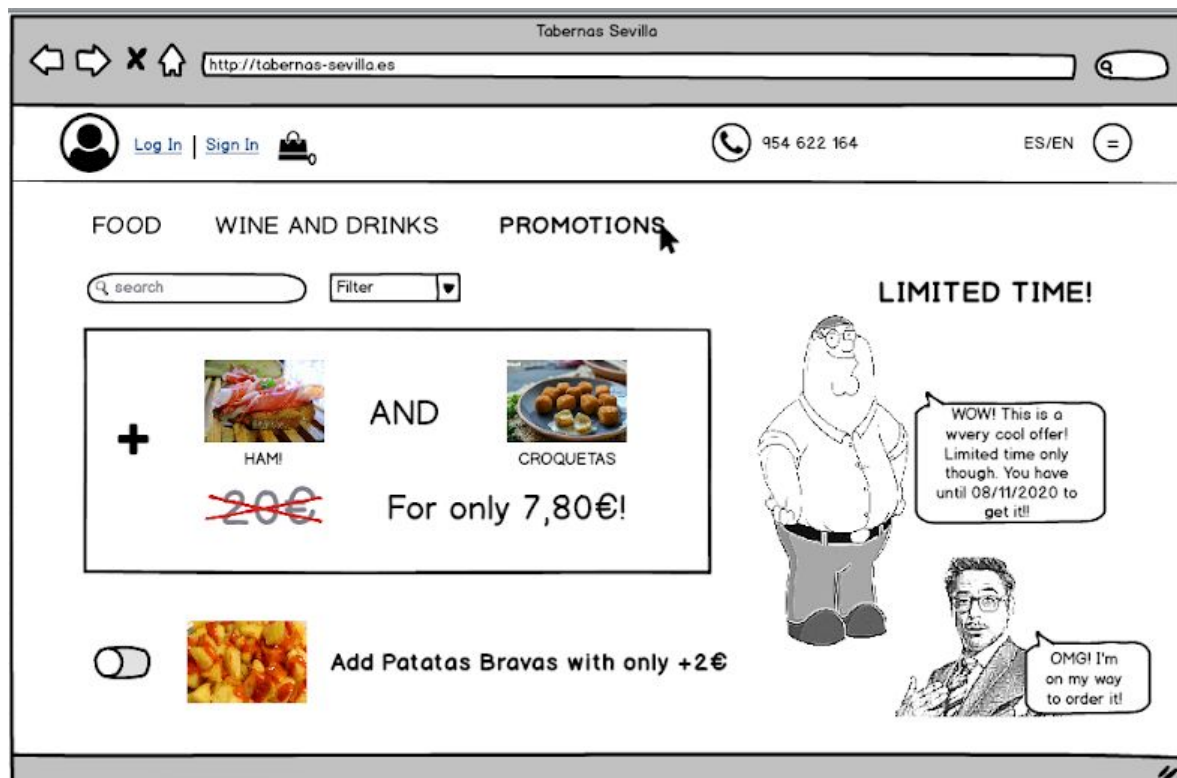 Tabernas Sevilla
http://tabernas-sevilla.es
Log In | Sign In
954 622 164
ES/EN
=
FOOD
WINE AND DRINKS
PROMOTIONS
search
Filter
LIMITED TIME!
+
AND
HAM!
CROQUETAS
20€
For only 7,80€!
WOW! This is a
wvery cool offer!
Limited time only
though. You have
until 08/11/2020 to
get it!!
Add Patatas Bravas with only +2€
OMG! I'm
on my way
to order it!